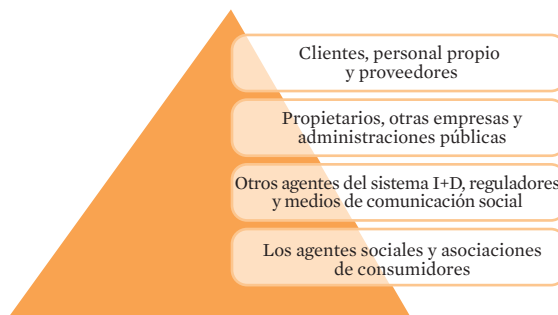 Clientes, personal propio
y proveedores
Propietarios, otras empresas y
administraciones públicas
Otros agentes del sistema I+D, reguladores
y medios de comunicación social
Los agentes sociales y asociaciones
de consumidores